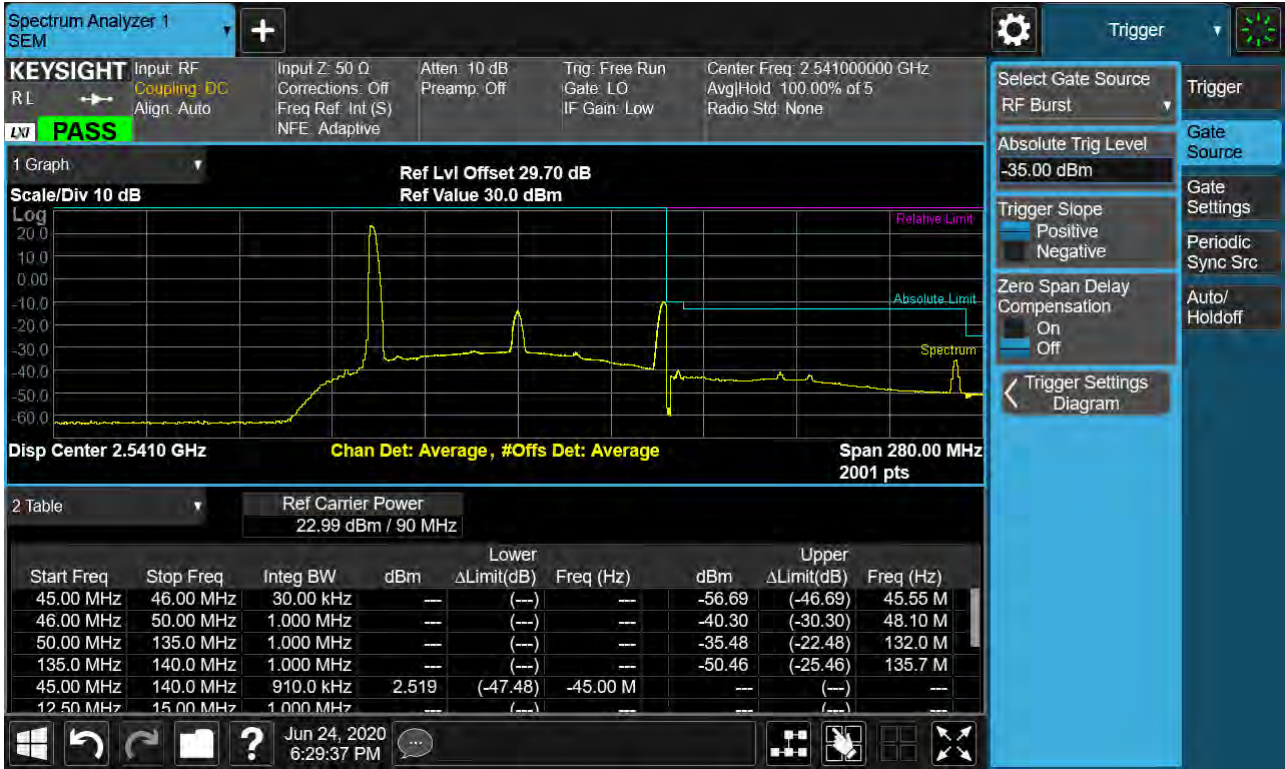 Spectrum Analyzer 1
SEM
Trigger
KEYSIGHT
Input: RF
Coupling: DC
Align: Auto
Input Z: 50 Ω
Corrections: Off
Freq Ref: Int (S)
NFE: Adaptive
Atten: 10 dB
Preamp: Off
Trig: Free Run
Gate: LO
IF Gain: Low
Center Freq: 2.541000000 GHz
Avg|Hold: 100.00% of 5
Radio Std: None
R L
LXI PASS
1 Graph
Ref Lvl Offset 29.70 dB
Scale/Div 10 dB
Ref Value 30.0 dBm
Log
Relative Limit
20.0
10.0
0.00
-10.0
Absolute Limit
-20.0
-30.0
Spectrum
-40.0
-50.0
-60.0
Disp Center 2.5410 GHz
Chan Det: Average, #Offs Det: Average
Span 280.00 MHz
2001 pts
2 Table
Ref Carrier Power
22.99 dBm / 90 MHz
Lower Upper
Start Freq Stop Freq Integ BW dBm ΔLimit(dB) Freq (Hz) dBm ΔLimit(dB) Freq (Hz)
45.00 MHz 46.00 MHz 30.00 kHz --- (---) --- -56.69 (-46.69) 45.55 M
46.00 MHz 50.00 MHz 1.000 MHz --- (---) --- -40.30 (-30.30) 48.10 M
50.00 MHz 135.0 MHz 1.000 MHz --- (---) --- -35.48 (-22.48) 132.0 M
135.0 MHz 140.0 MHz 1.000 MHz --- (---) --- -50.46 (-25.46) 135.7 M
45.00 MHz 140.0 MHz 910.0 kHz 2.519 (-47.48) -45.00 M --- (---) ---
12.50 MHz 15.00 MHz 1.000 MHz --- (---) --- --- (---) ---
Jun 24, 2020
6:29:37 PM
Select Gate Source
RF Burst
Absolute Trig Level
-35.00 dBm
Trigger Slope
Positive
Negative
Zero Span Delay
Compensation
On
Off
Trigger Settings
Diagram
Trigger
Gate
Source
Gate
Settings
Periodic
Sync Src
Auto/
Holdoff